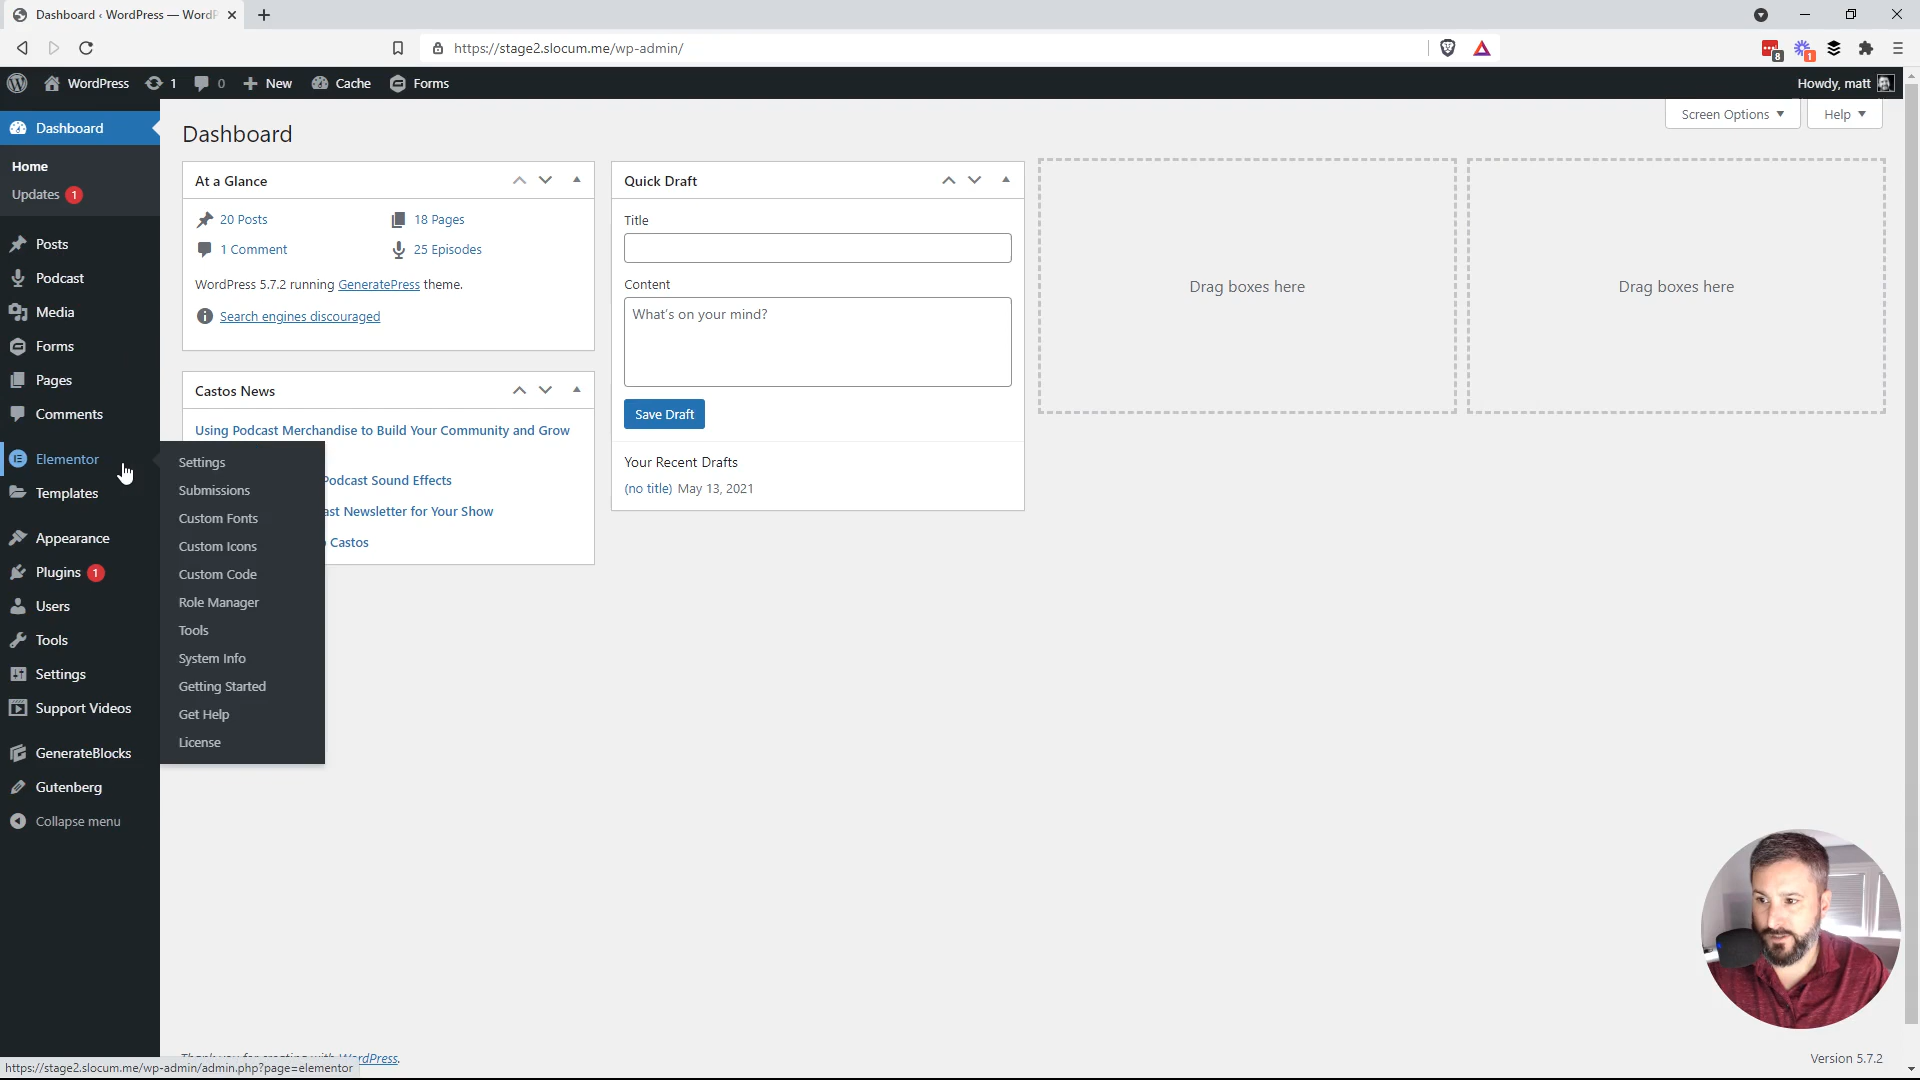 Dashboard ‹ WordPress — WordP
https://stage2.slocum.me/wp-admin/
8
1
WordPress
1
0
New
Cache
Forms
Howdy, matt
Dashboard
Home
Updates 1
Posts
Podcast
Media
Forms
Pages
Comments
Elementor
Templates
Appearance
Plugins 1
Users
Tools
Settings
Support Videos
GenerateBlocks
Gutenberg
Collapse menu
Settings
Submissions
Custom Fonts
Custom Icons
Custom Code
Role Manager
Tools
System Info
Getting Started
Get Help
License
Screen Options
Help
Dashboard
At a Glance
20 Posts
18 Pages
1 Comment
25 Episodes
WordPress 5.7.2 running GeneratePress theme.
Search engines discouraged
Castos News
Using Podcast Merchandise to Build Your Community and Grow
Podcast Sound Effects
ast Newsletter for Your Show
Castos
Quick Draft
Title
Content
What's on your mind?
Save Draft
Your Recent Drafts
(no title) May 13, 2021
Drag boxes here
Drag boxes here
WordPress.
Version 5.7.2
https://stage2.slocum.me/wp-admin/admin.php?page=elementor